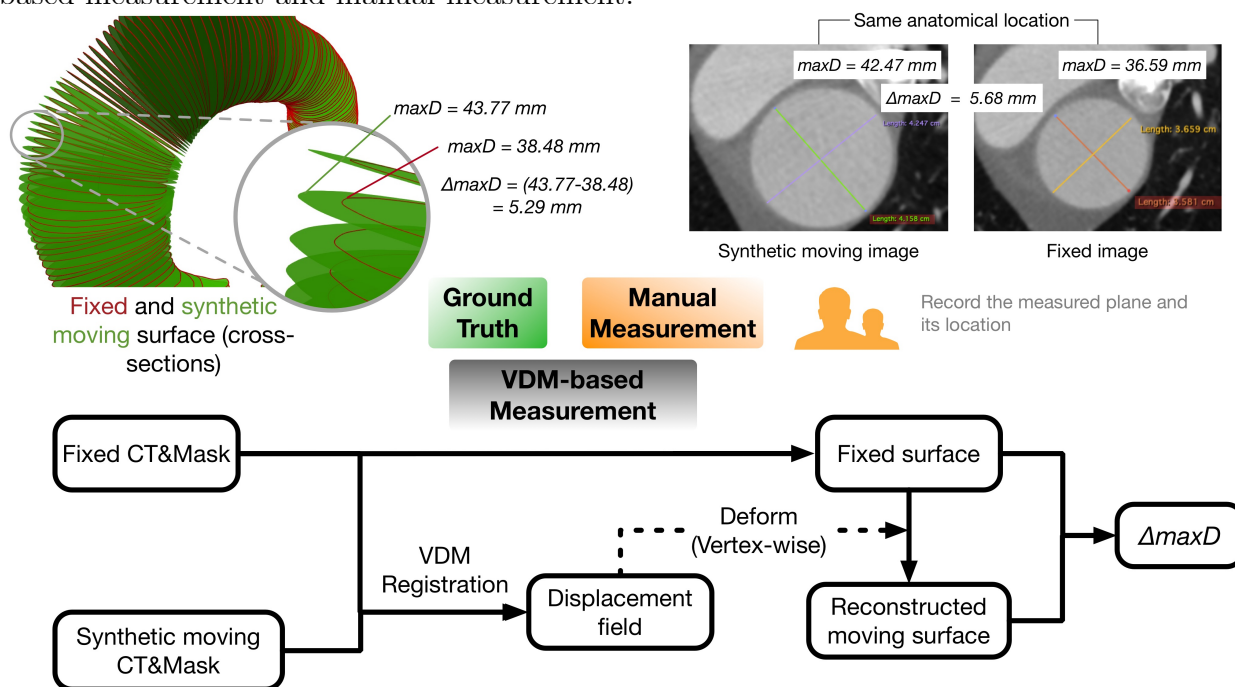 based measurement and manual measurement.
Same anatomical location
maxD = 43.77 mm
maxD = 38.48 mm
ΔmaxD = (43.77-38.48)
= 5.29 mm
maxD = 42.47 mm
maxD = 36.59 mm
ΔmaxD = 5.68 mm
Length: 4.247 cm
Length: 4.158 cm
Length: 3.659 cm
Length: 3.581 cm
Synthetic moving image
Fixed image
Fixed and synthetic
moving surface (cross-
sections)
Ground
Truth
Manual
Measurement
Record the measured plane and
its location
VDM-based
Measurement
Fixed CT&Mask
Fixed surface
Deform
(Vertex-wise)
ΔmaxD
VDM
Registration
Displacement
field
Reconstructed
moving surface
Synthetic moving
CT&Mask